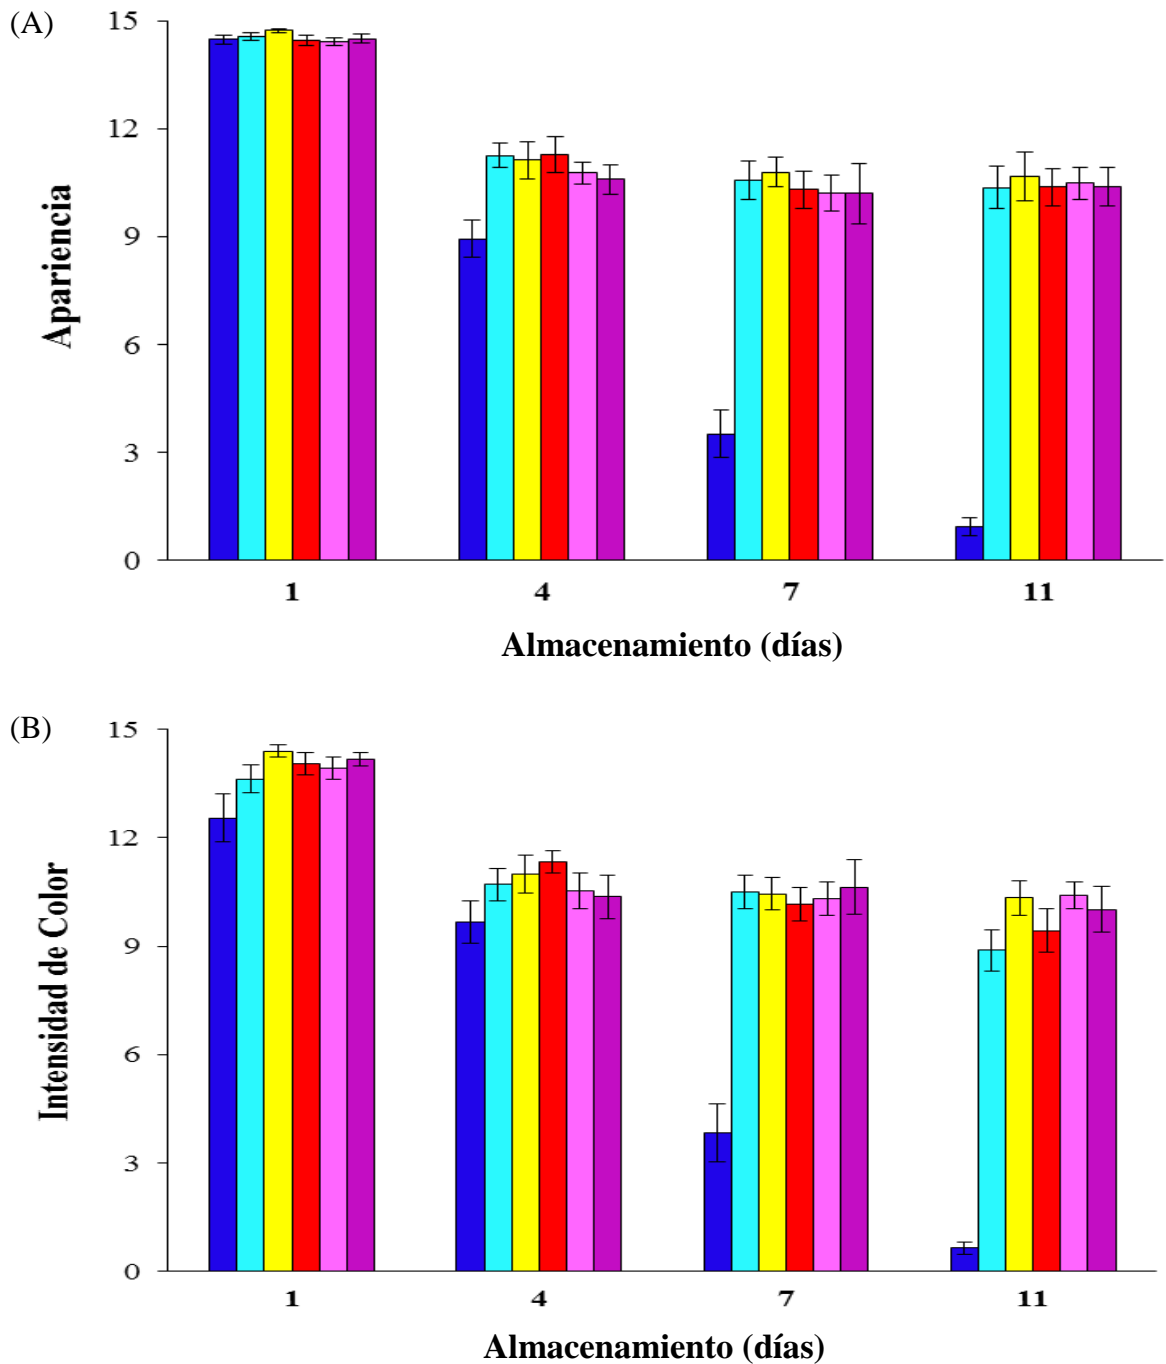 (A)
15
12
9
6
3
0
Apariencia
1 4 7 11
Almacenamiento (días)
(B)
15
12
9
6
3
0
Intensidad de Color
1 4 7 11
Almacenamiento (días)